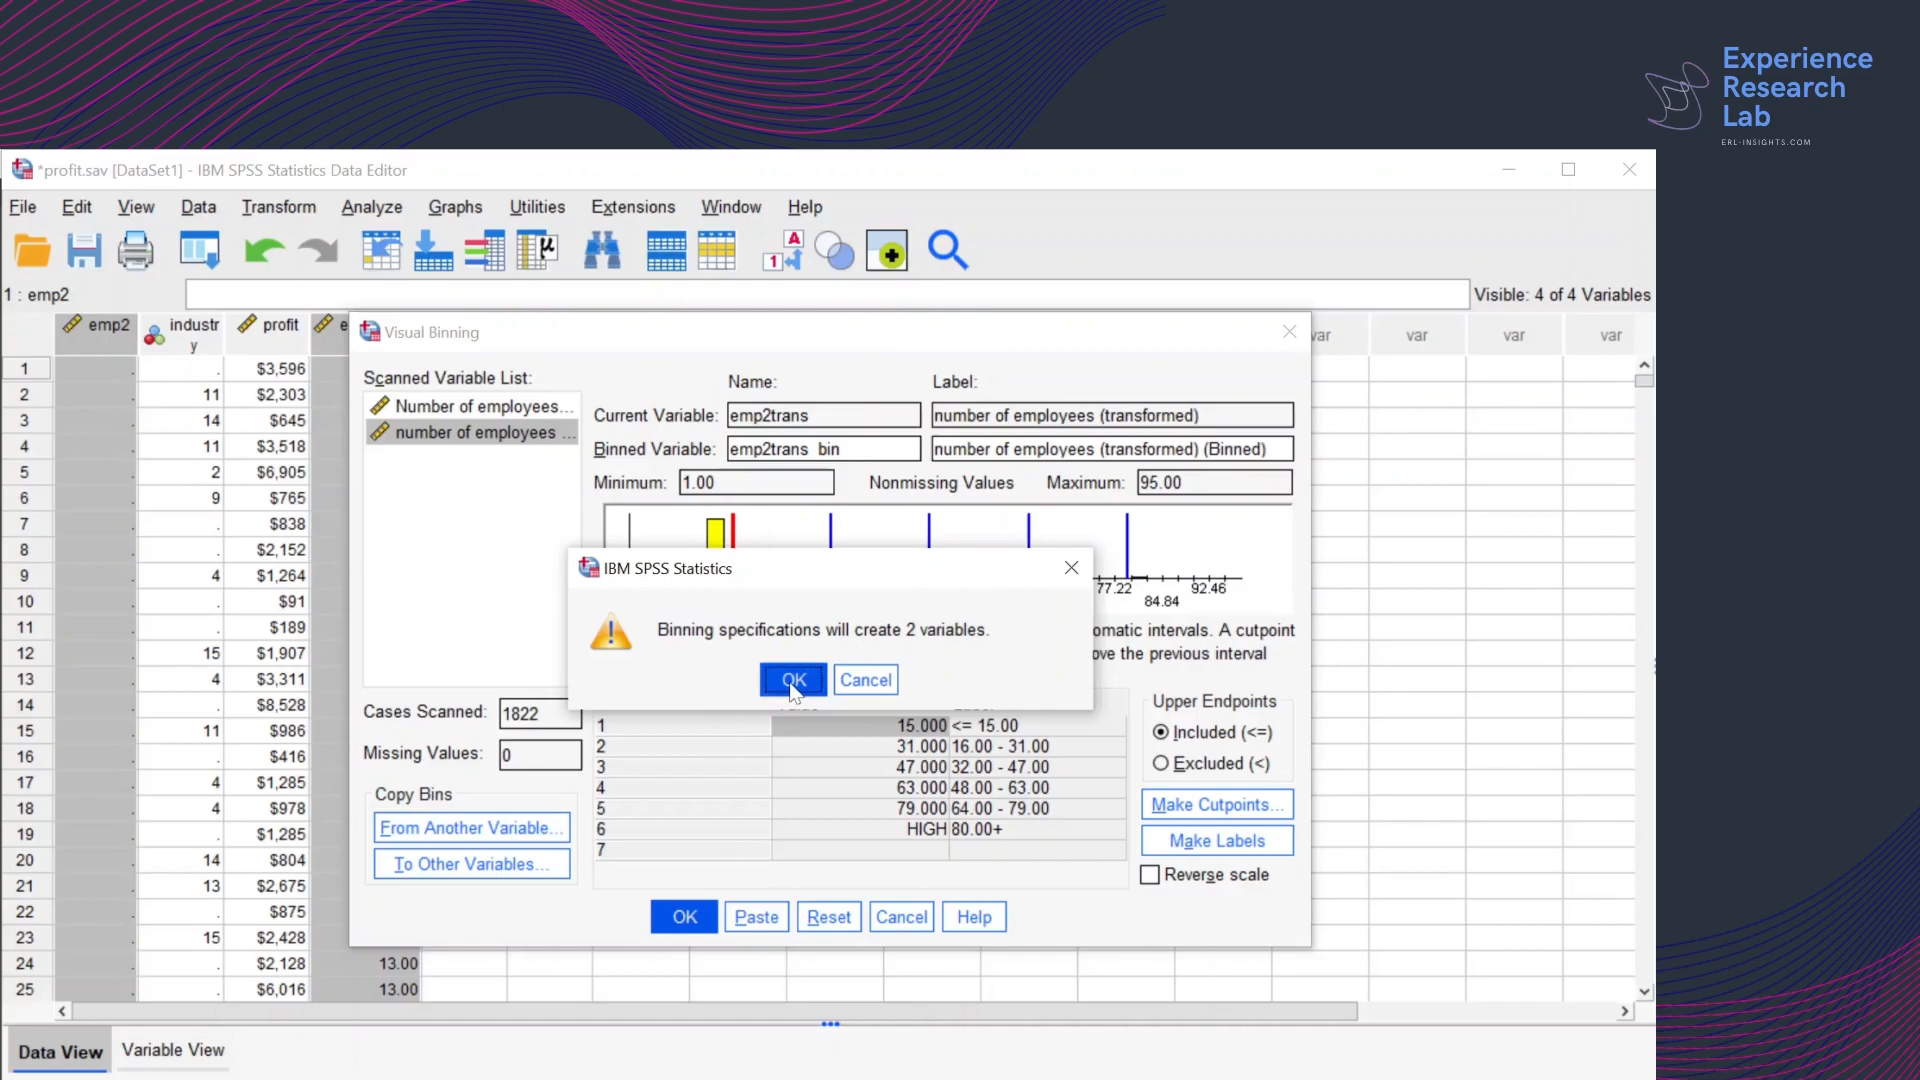 Experience
Research
Lab
ERL-INSIGHTS.COM
*profit.sav [DataSet1] - IBM SPSS Statistics Data Editor
File Edit View Data Transform Analyze Graphs Utilities Extensions Window Help
1 : emp2
Visible: 4 of 4 Variables
emp2 industry profit e var var var var
1 . . $3,596
2 . 11 $2,303
3 . 14 $645
4 . 11 $3,518
5 . 2 $6,905
6 . 9 $765
7 . . $838
8 . . $2,152
9 . 4 $1,264
10 . . $91
11 . . $189
12 . 15 $1,907
13 . 4 $3,311
14 . . $8,528
15 . 11 $986
16 . . $416
17 . 4 $1,285
18 . 4 $978
19 . . $1,285
20 . 14 $804
21 . 13 $2,675
22 . . $875
23 . 15 $2,428
24 . . $2,128 13.00
25 . . $6,016 13.00
Visual Binning
Scanned Variable List:
Number of employees...
number of employees ...
Name: Label:
Current Variable: emp2trans number of employees (transformed)
Binned Variable: emp2trans bin number of employees (transformed) (Binned)
Minimum: 1.00 Nonmissing Values Maximum: 95.00
77.22 84.84 92.46
IBM SPSS Statistics
Binning specifications will create 2 variables.
OK Cancel
omatic intervals. A cutpoint
ove the previous interval
Cases Scanned: 1822
Missing Values: 0
Copy Bins
From Another Variable...
To Other Variables...
1 15.000 <= 15.00
2 31.000 16.00 - 31.00
3 47.000 32.00 - 47.00
4 63.000 48.00 - 63.00
5 79.000 64.00 - 79.00
6 HIGH 80.00+
7
Upper Endpoints
Included (<=)
Excluded (<)
Make Cutpoints...
Make Labels
Reverse scale
OK Paste Reset Cancel Help
Data View Variable View